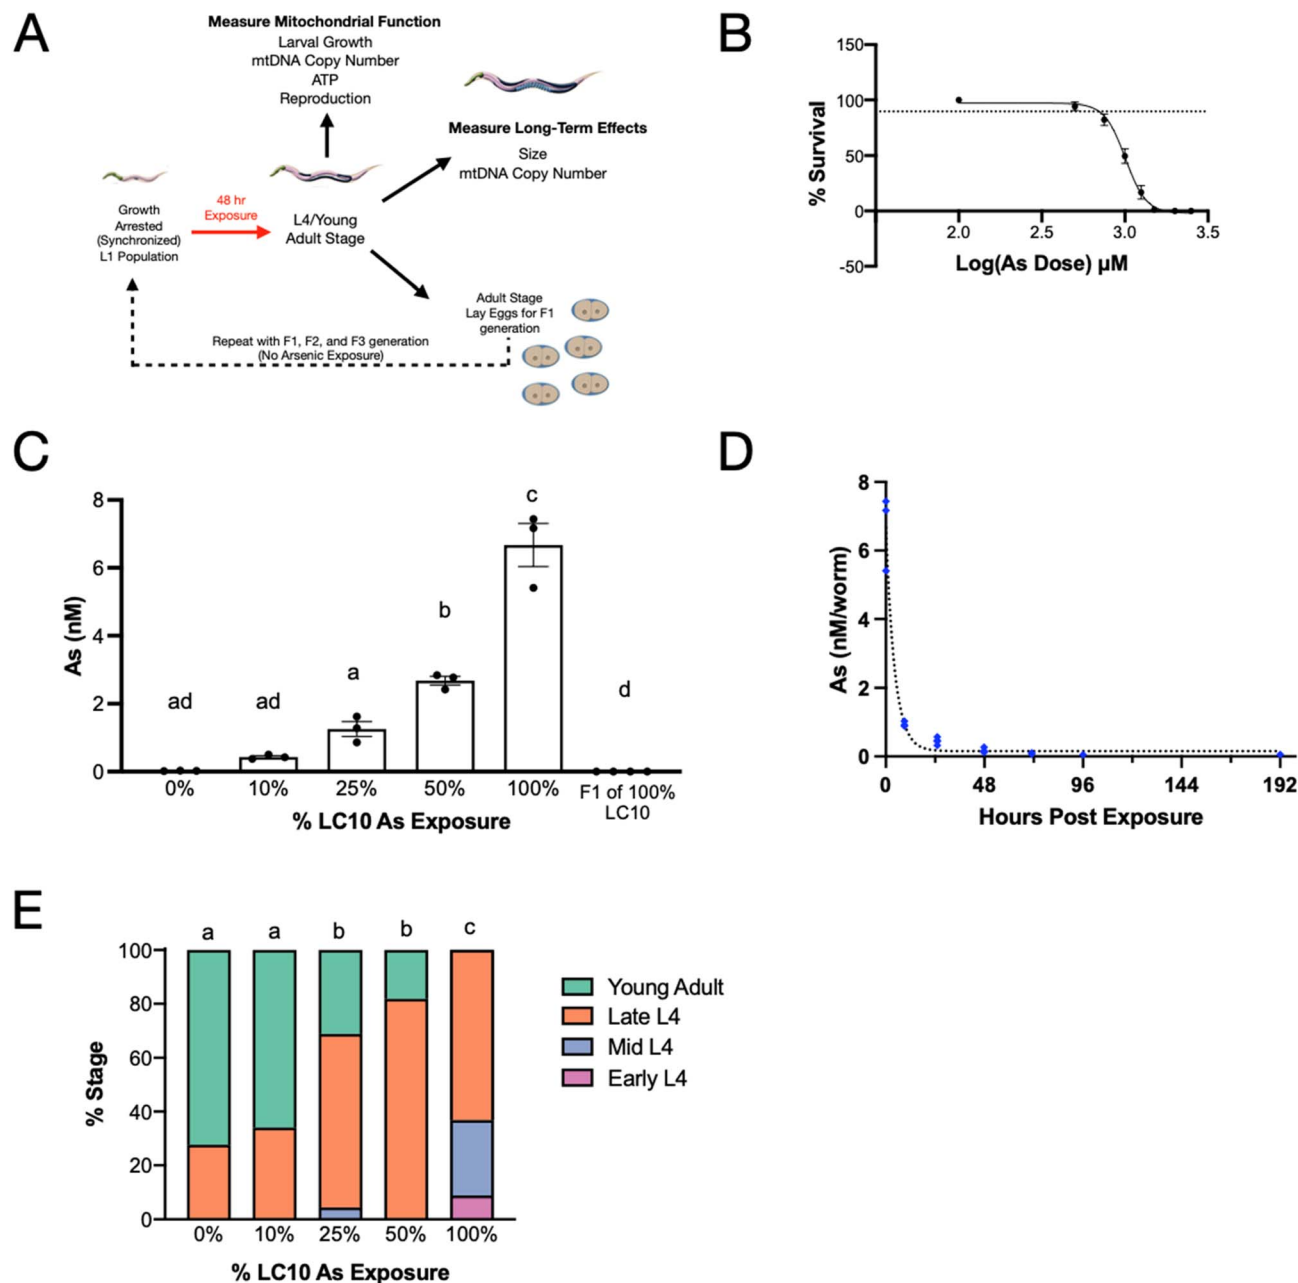 A
Measure Mitochondrial Function
Larval Growth
mtDNA Copy Number
ATP
Reproduction
Measure Long-Term Effects
Size
mtDNA Copy Number
48 hr
Exposure
Growth
Arrested
(Synchronized)
L1 Population
L4/Young
Adult Stage
Adult Stage
Lay Eggs for F1
generation
Repeat with F1, F2, and F3 generation
(No Arsenic Exposure)
B
% Survival
150
100
50
0
-50
2.0 2.5 3.0 3.5
Log(As Dose) µM
C
As (nM)
8
6
4
2
0
ad ad a b c d
0% 10% 25% 50% 100% F1 of 100%
LC10
% LC10 As Exposure
D
As (nM/worm)
8
6
4
2
0
0 48 96 144 192
Hours Post Exposure
E
% Stage
100
80
60
40
20
0
a a b b c
0% 10% 25% 50% 100%
% LC10 As Exposure
Young Adult
Late L4
Mid L4
Early L4